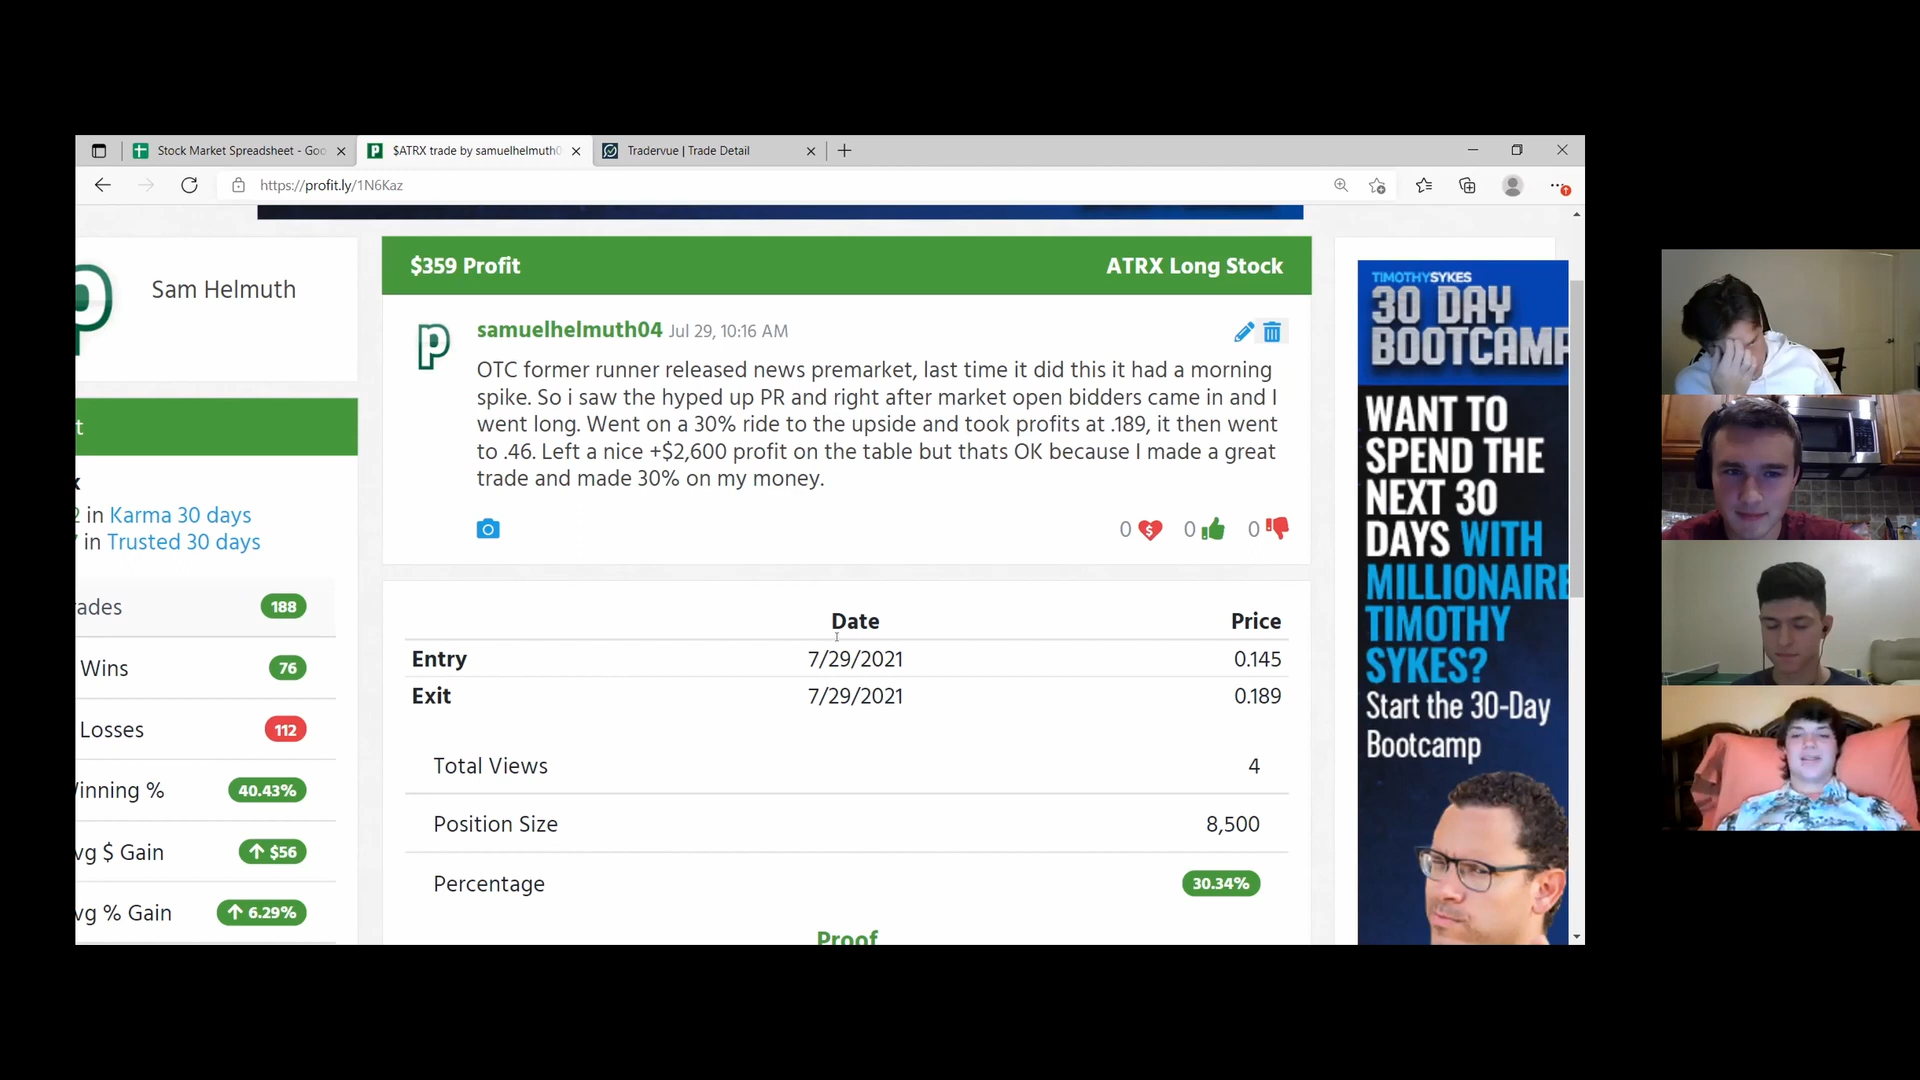 Stock Market Spreadsheet - Goo
$ATRX trade by samuelhelmuth0
Tradervue | Trade Detail
https://profit.ly/1N6Kaz
Sam Helmuth
t
in Karma 30 days
in Trusted 30 days
ades 188
Wins 76
Losses 112
inning % 40.43%
vg $ Gain $56
vg % Gain 6.29%
$359 Profit ATRX Long Stock
samuelhelmuth04 Jul 29, 10:16 AM
OTC former runner released news premarket, last time it did this it had a morning
spike. So i saw the hyped up PR and right after market open bidders came in and I
went long. Went on a 30% ride to the upside and took profits at .189, it then went
to .46. Left a nice +$2,600 profit on the table but thats OK because I made a great
trade and made 30% on my money.
0 0 0
Date Price
Entry 7/29/2021 0.145
Exit 7/29/2021 0.189
Total Views 4
Position Size 8,500
Percentage 30.34%
Proof
TIMOTHYSYKES
30 DAY
BOOTCAMP
WANT TO
SPEND THE
NEXT 30
DAYS WITH
MILLIONAIRE
TIMOTHY
SYKES?
Start the 30-Day
Bootcamp